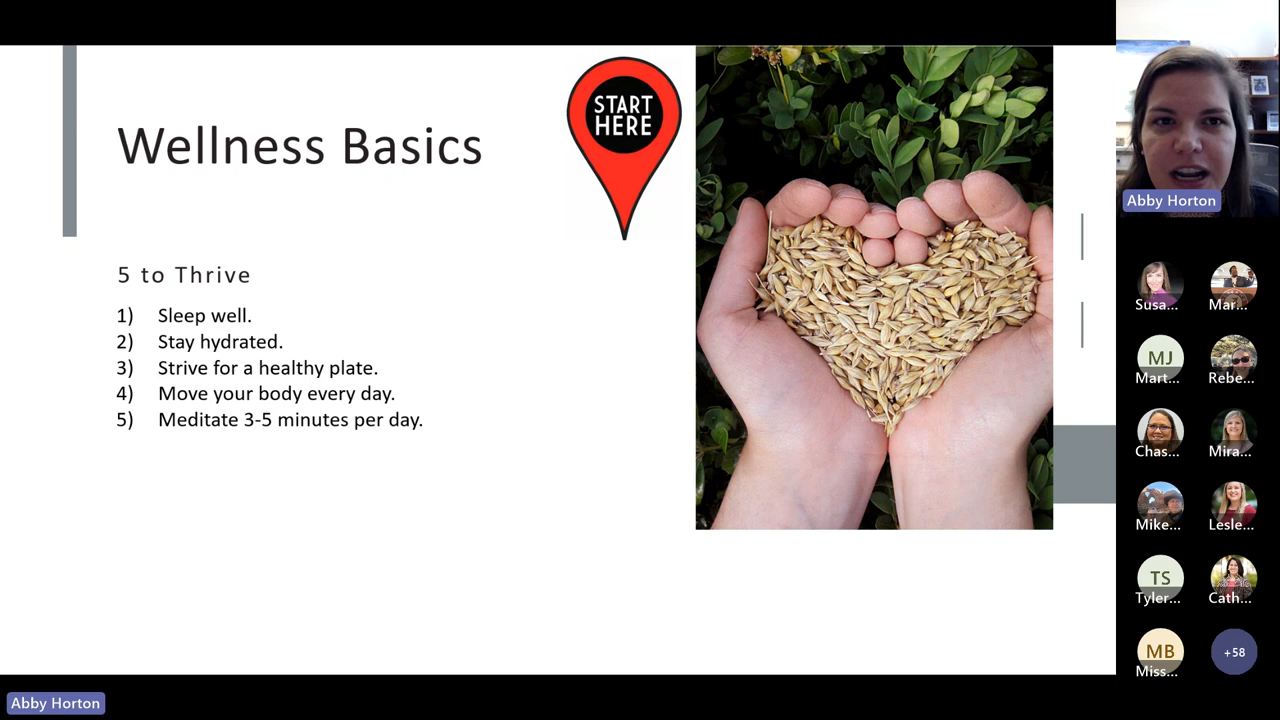 Wellness Basics
START
HERE
5 to Thrive
1) Sleep well.
2) Stay hydrated.
3) Strive for a healthy plate.
4) Move your body every day.
5) Meditate 3-5 minutes per day.
Abby Horton
Susa...
Mar...
MJ
Mart...
Rebe...
Chas...
Mira...
Mike...
Lesle...
TS
Tyler...
Cath...
MB
Miss...
+58
Abby Horton